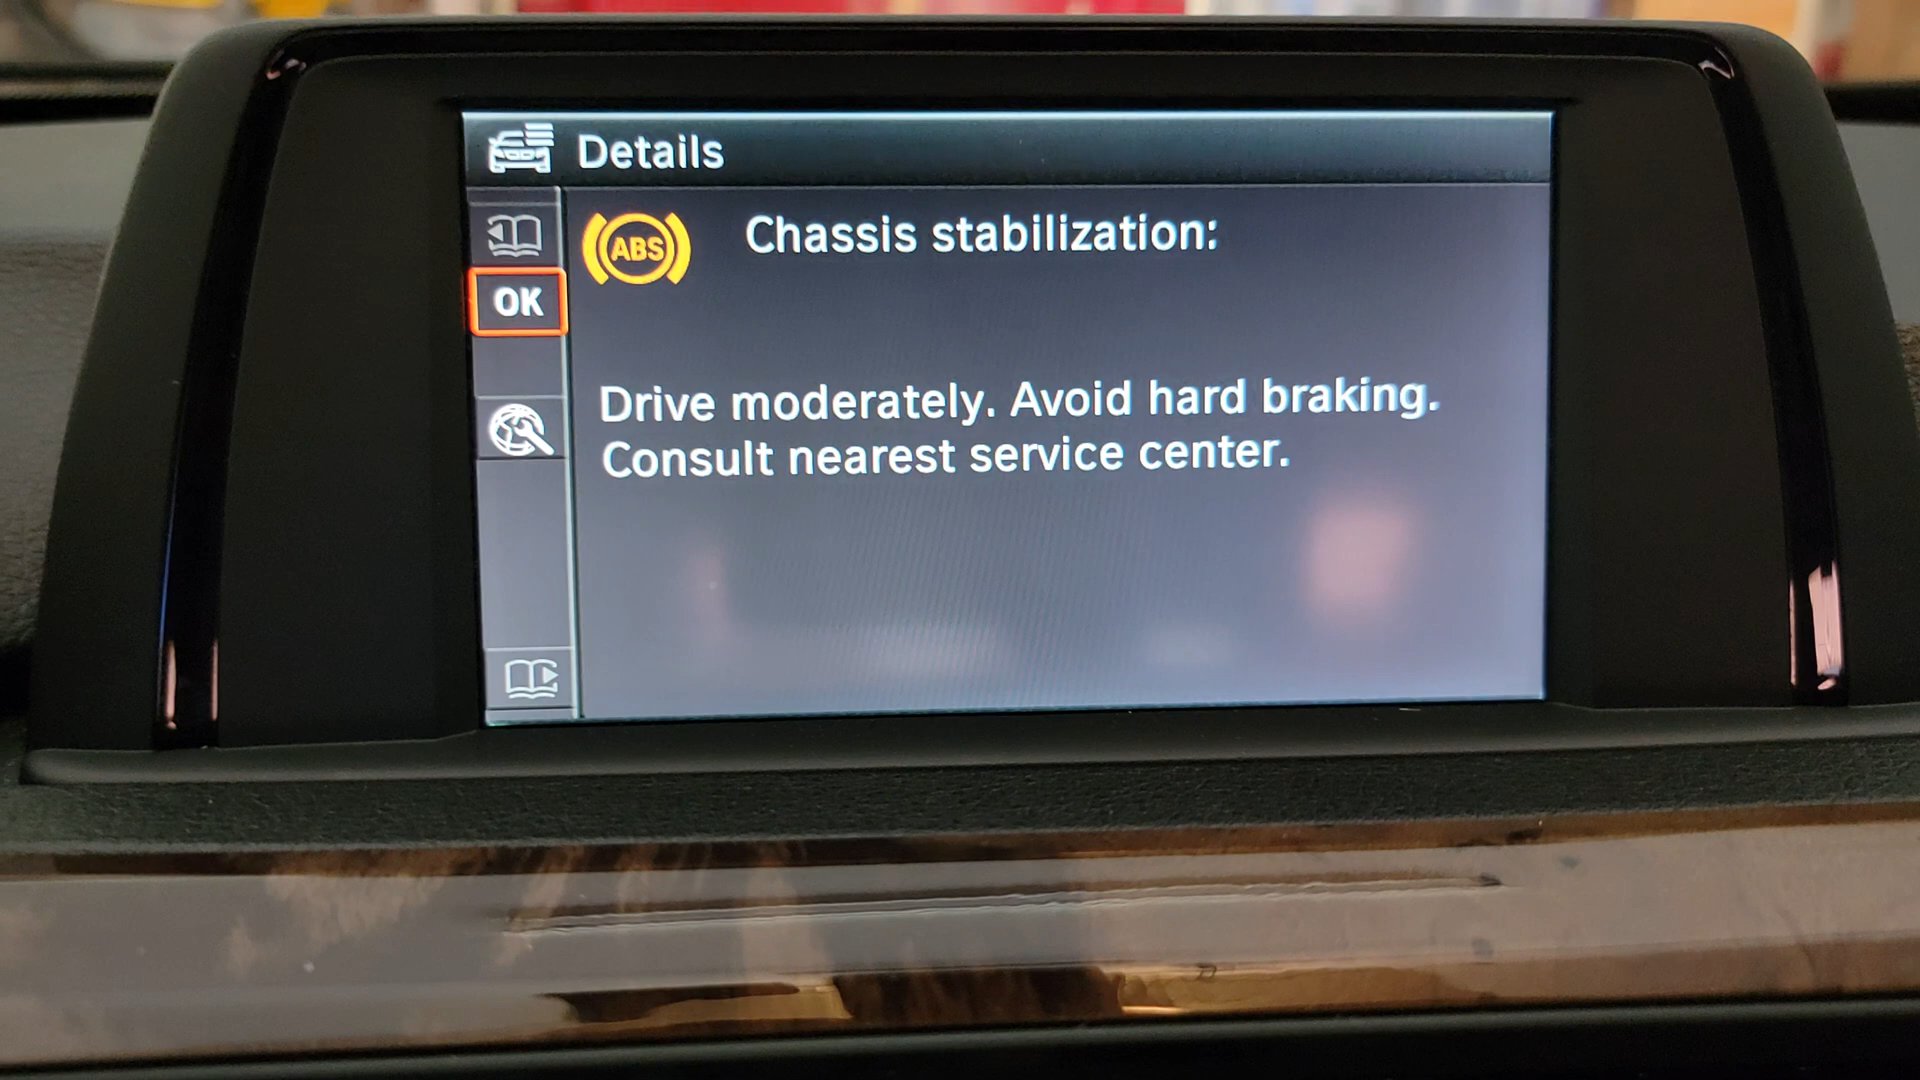 Details
ABS
Chassis stabilization:
OK
Drive moderately. Avoid hard braking.
Consult nearest service center.